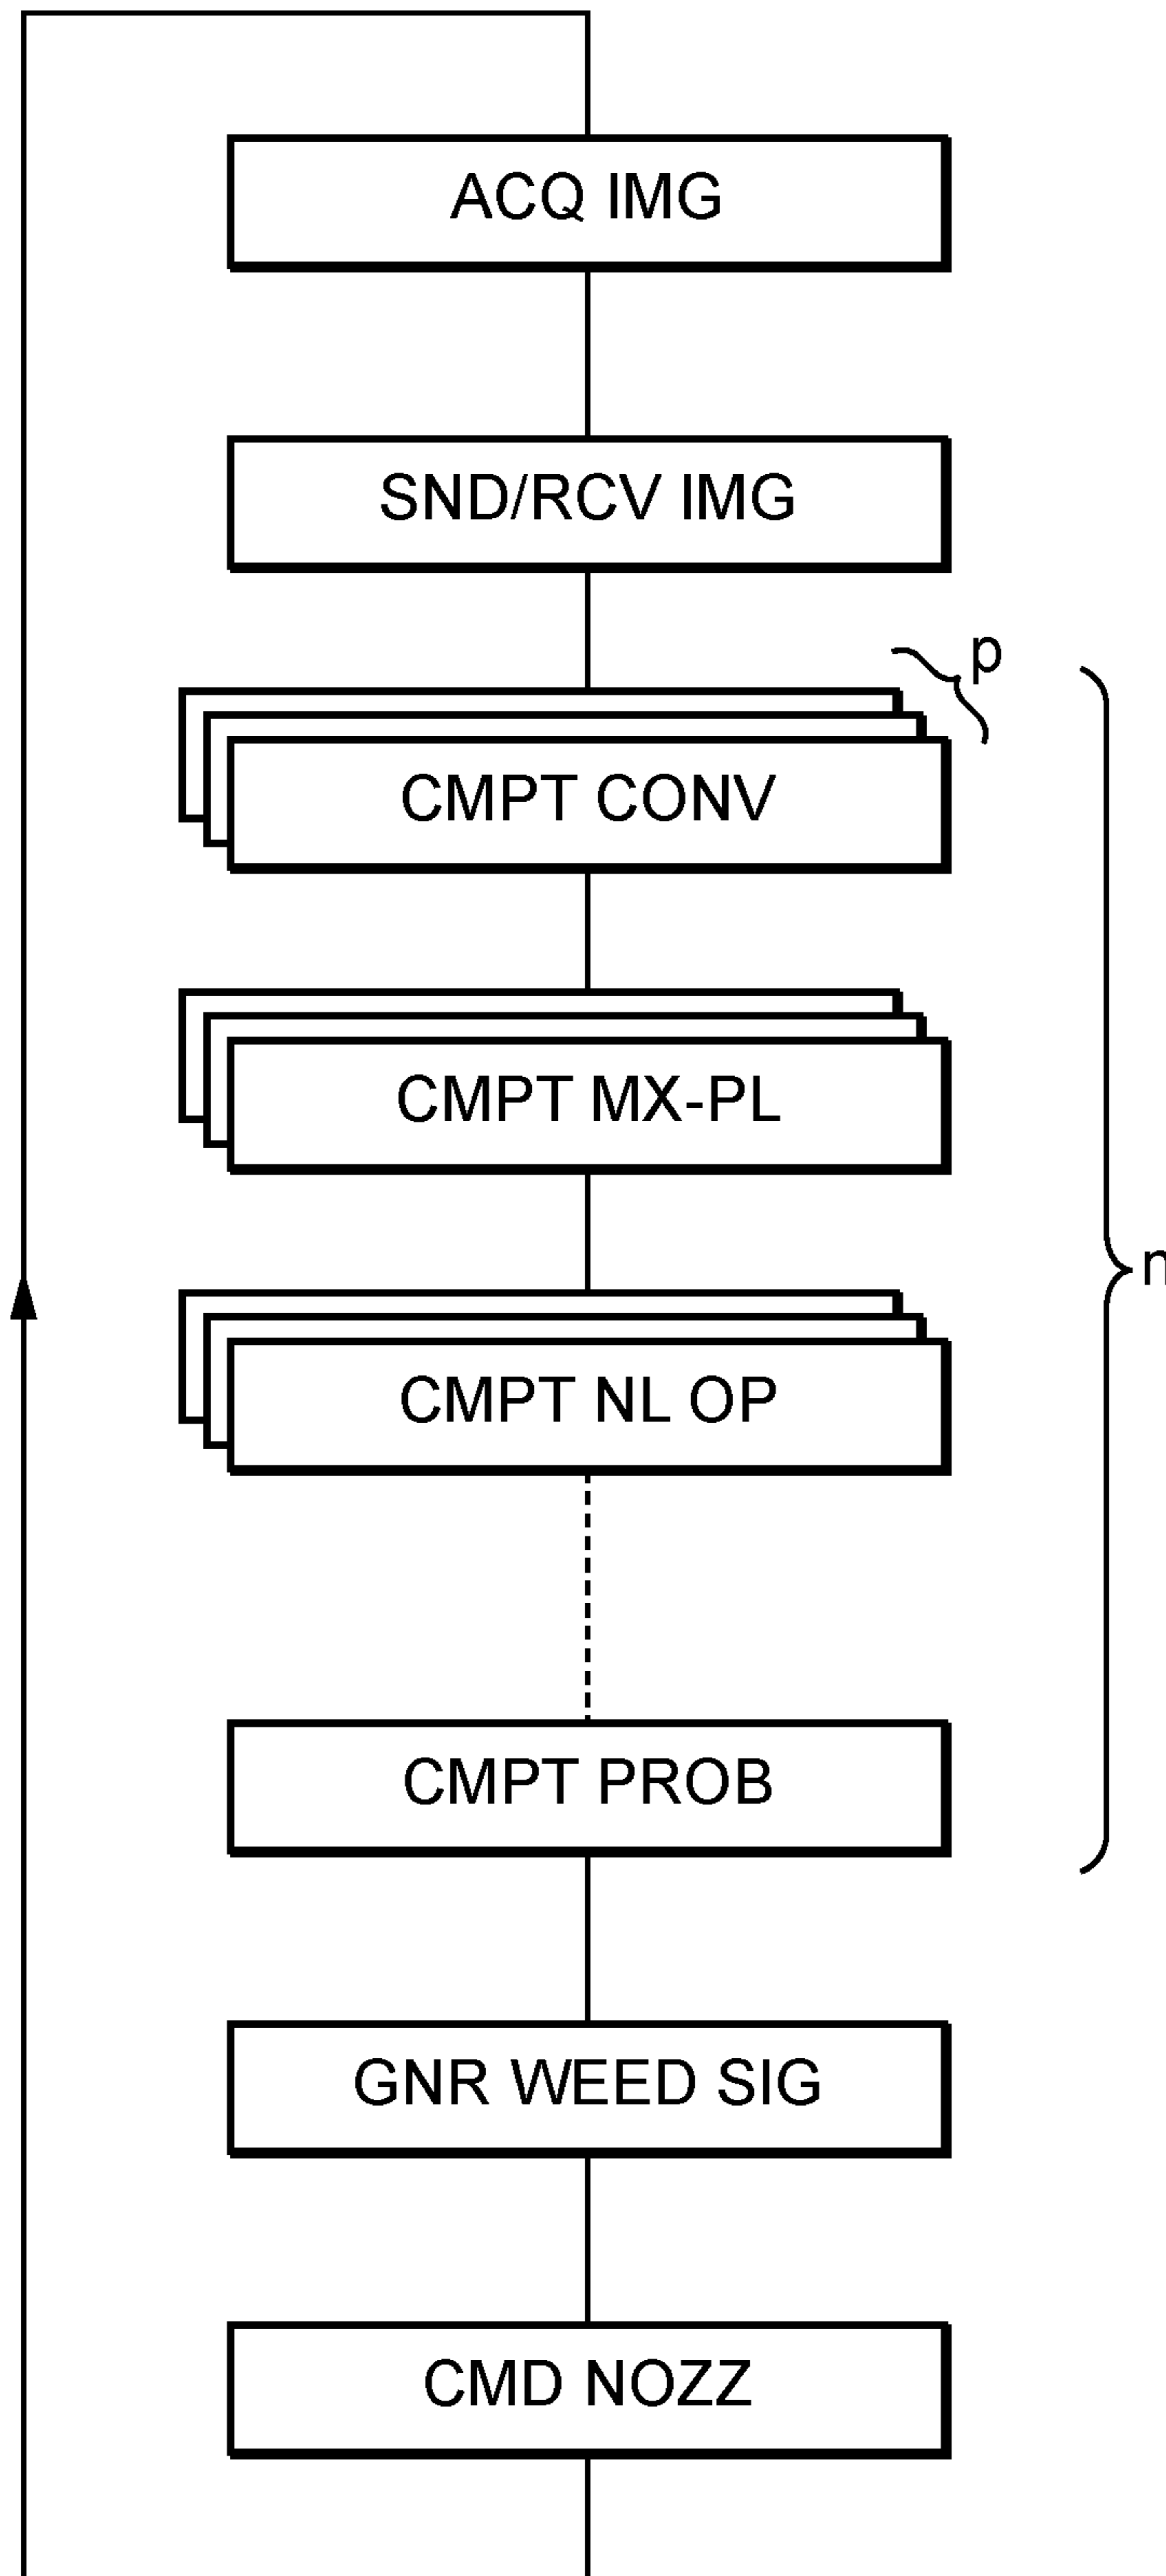 ACQ IMG
SND/RCV IMG
p
CMPT CONV
CMPT MX-PL
n
CMPT NL OP
CMPT PROB
GNR WEED SIG
CMD NOZZ